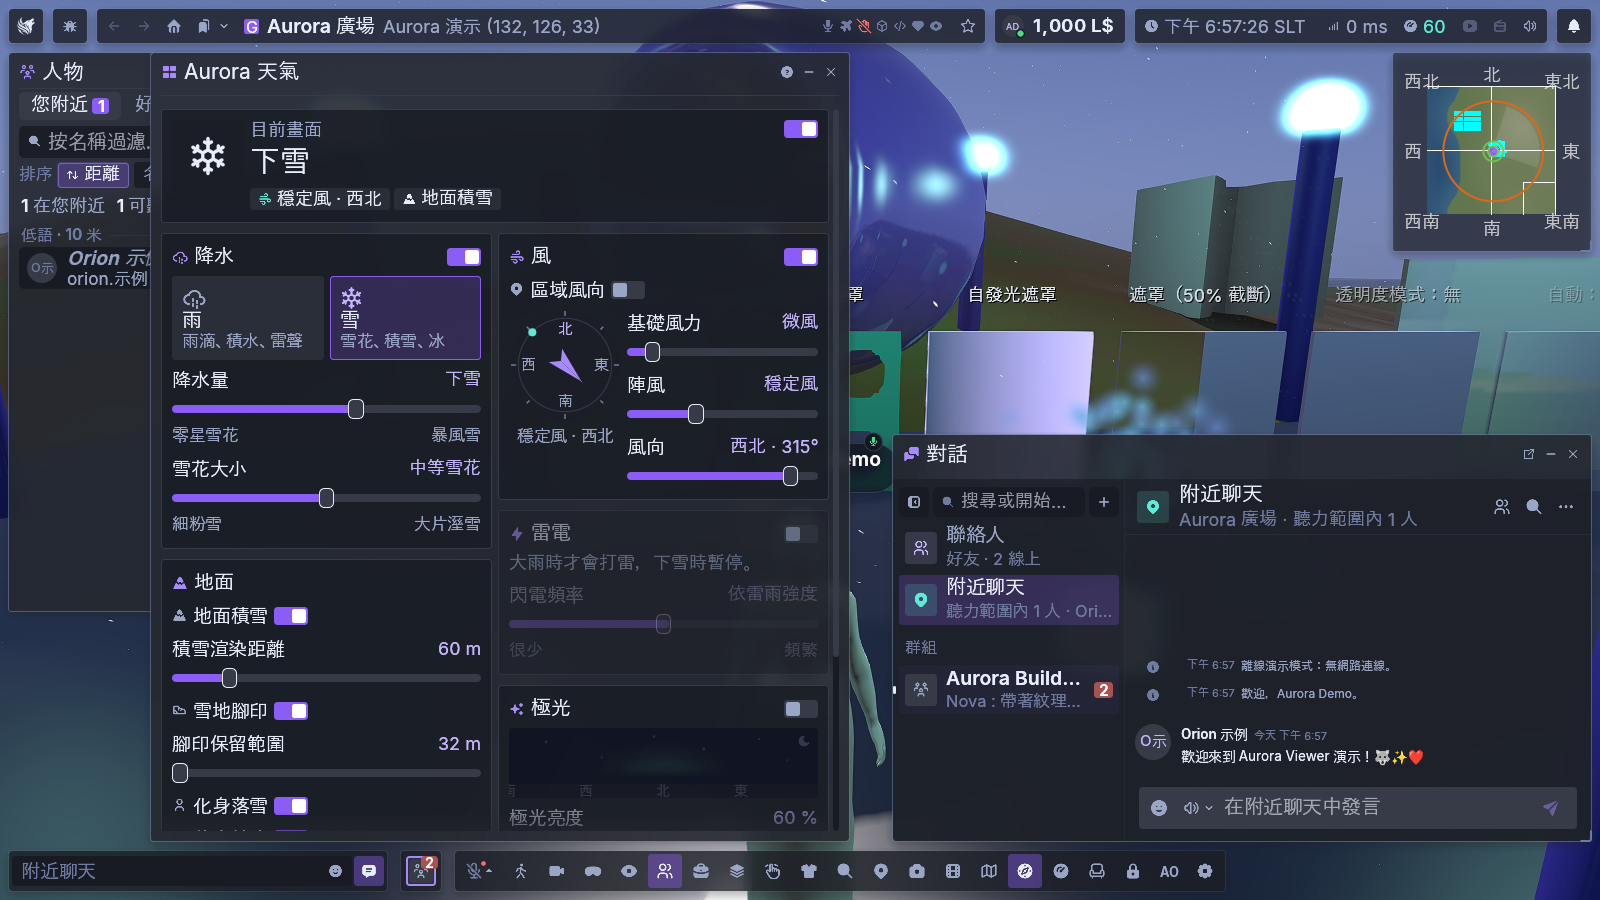 Aurora 廣場 Aurora 演示 (132, 126, 33)
AD 1,000 L$
下午 6:57:26 SLT 0 ms 60
人物
您附近 1 好
按名稱過濾…
排序 距離
1 在您附近 1 可
低語 · 10 米
O示 Orion 示
orion.示例
Aurora 天氣
目前畫面
下雪
穩定風 · 西北 地面積雪
降水
雨
雨滴、積水、雷聲
雪
雪花、積雪、冰
降水量 下雪
零星雪花 暴風雪
雪花大小 中等雪花
細粉雪 大片溼雪
地面
地面積雪
積雪渲染距離 60 m
雪地腳印
腳印保留範圍 32 m
化身落雪
風
區域風向
北
西 東
南
穩定風 · 西北
基礎風力 微風
陣風 穩定風
風向 西北 · 315°
雷電
大雨時才會打雷，下雪時暫停。
閃電頻率 依雷雨強度
很少 頻繁
極光
西 北 東
極光亮度 60 %
西北 北 東北
西 東
西南 南 東南
罩 自發光遮罩 遮罩（50% 截斷） 透明度模式：無 自動：
emo
對話
搜尋或開始…
聯絡人
好友 · 2 線上
附近聊天
聽力範圍內 1 人 · Ori...
群組
Aurora Build...
Nova：帶著紋理...
2
附近聊天
Aurora 廣場 · 聽力範圍內 1 人
下午 6:57 離線演示模式：無網路連線。
下午 6:57 歡迎，Aurora Demo。
O示 Orion 示例 今天 下午 6:57
歡迎來到 Aurora Viewer 演示！🐺✨❤️
在附近聊天中發言
附近聊天
2
AO